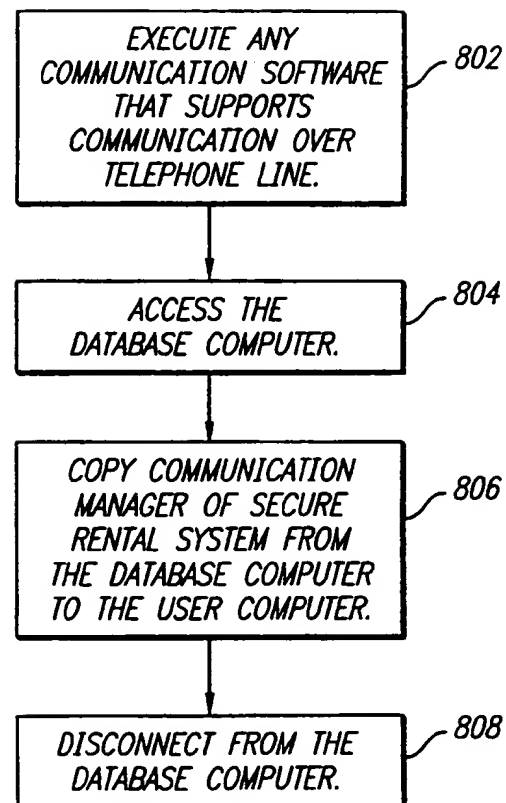 EXECUTE ANY
COMMUNICATION SOFTWARE
THAT SUPPORTS
COMMUNICATION OVER
TELEPHONE LINE.
802
ACCESS THE
DATABASE COMPUTER.
804
COPY COMMUNICATION
MANAGER OF SECURE
RENTAL SYSTEM FROM
THE DATABASE COMPUTER
TO THE USER COMPUTER.
806
DISCONNECT FROM THE
DATABASE COMPUTER.
808